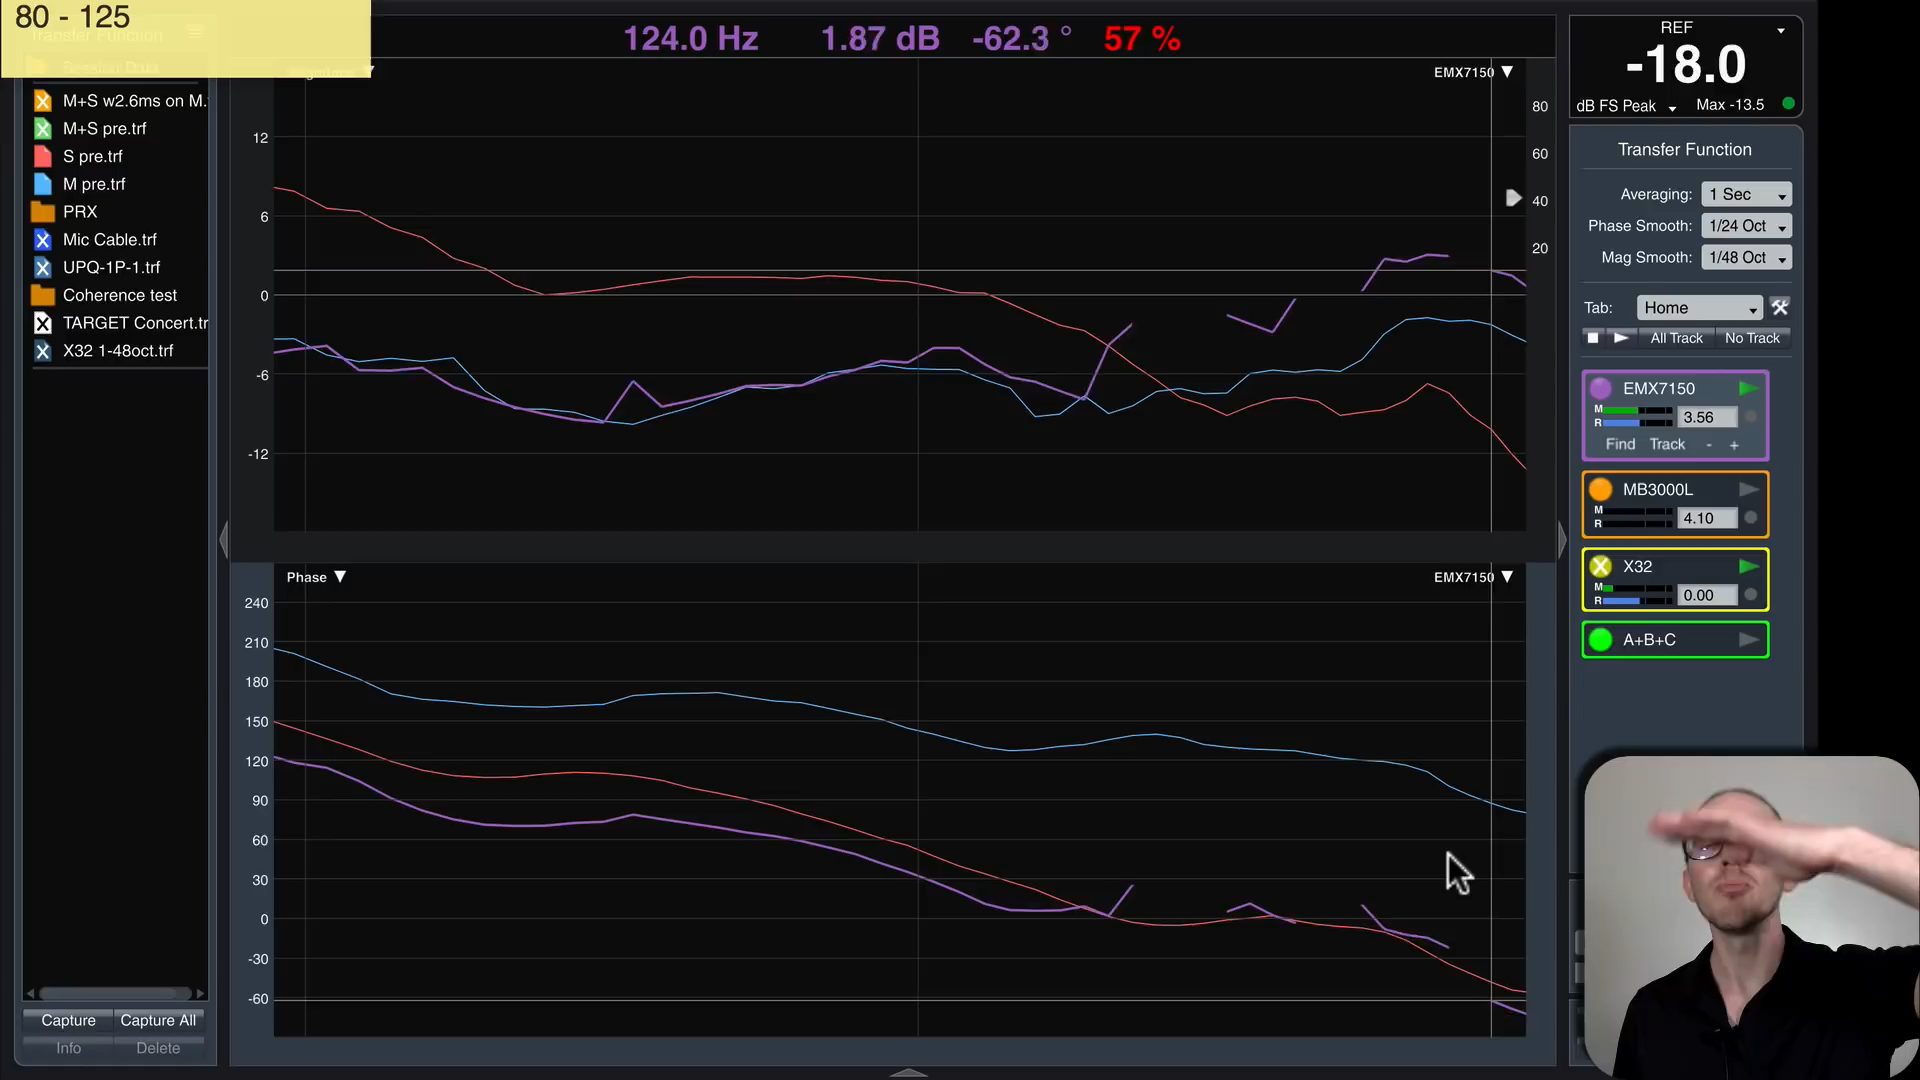 80 - 125
Transfer Function
Session Data
M+S w2.6ms on M.
M+S pre.trf
S pre.trf
M pre.trf
PRX
Mic Cable.trf
UPQ-1P-1.trf
Coherence test
TARGET Concert.tr
X32 1-48oct.trf
Capture
Capture All
Info
Delete
124.0 Hz 1.87 dB -62.3 ° 57 %
EMX7150
12
6
0
-6
-12
80
60
40
20
Phase
EMX7150
240
210
180
150
120
90
60
30
0
-30
-60
REF
-18.0
dB FS Peak Max -13.5
Transfer Function
Averaging: 1 Sec
Phase Smooth: 1/24 Oct
Mag Smooth: 1/48 Oct
Tab: Home
All Track No Track
EMX7150
M
R
3.56
Find Track - +
MB3000L
M
R
4.10
X32
M
R
0.00
A+B+C